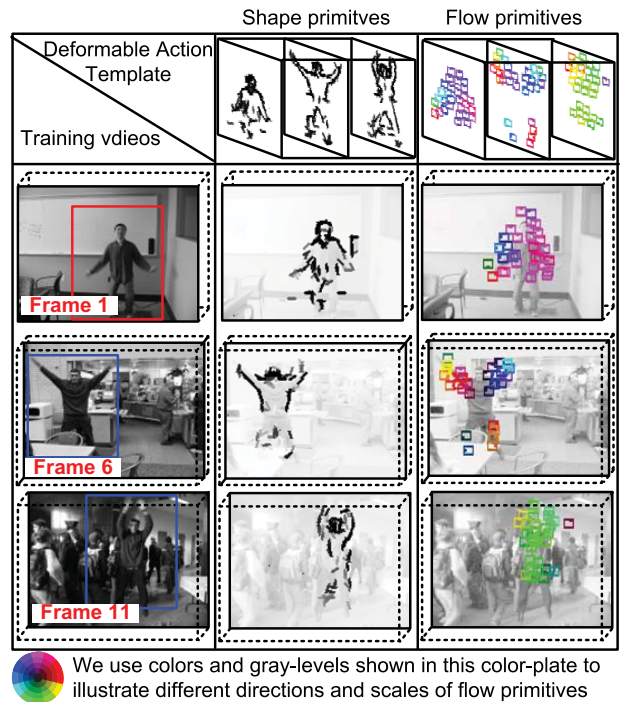 Shape primitves
Flow primitives
Deformable Action
Template
Training vdieos
Frame 1
Frame 6
Frame 11
We use colors and gray-levels shown in this color-plate to
illustrate different directions and scales of flow primitives